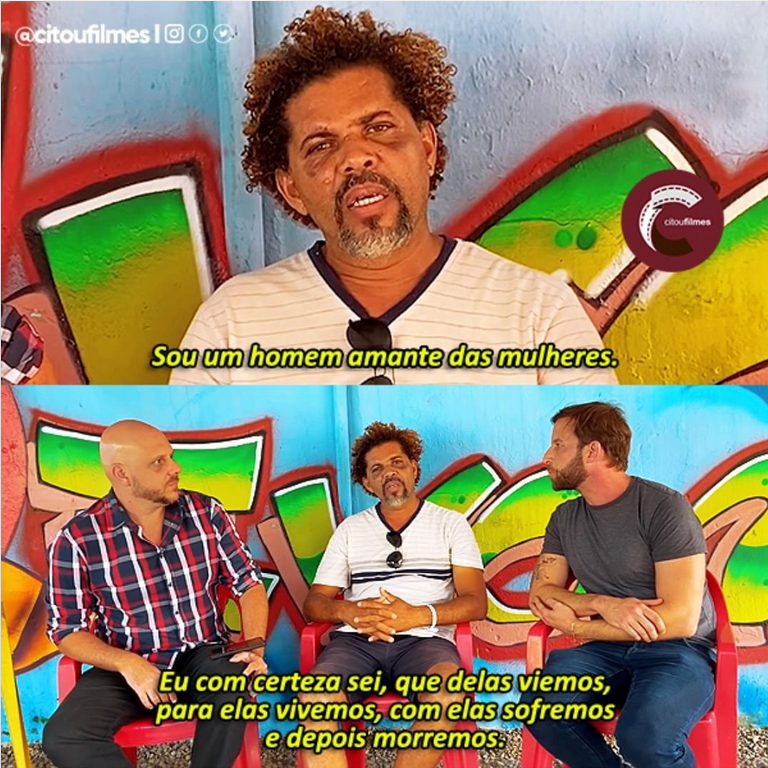 @citoufilmes |
citoufilmes
Sou um homem amante das mulheres.
Eu com certeza sei, que delas viemos,
para elas vivemos, com elas sofremos
e depois morremos.